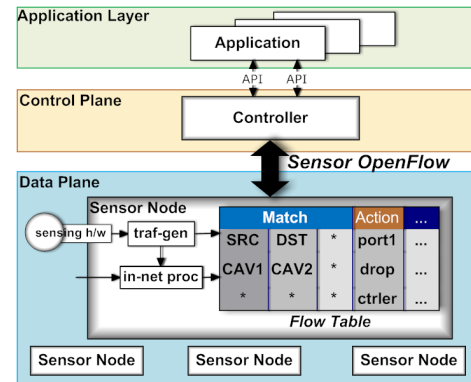 Application Layer
Application
API API
Control Plane
Controller
Sensor OpenFlow
Data Plane
Sensor Node
sensing h/w
traf-gen
in-net proc
Match Action ...
SRC DST * port1 ...
CAV1 CAV2 * drop ...
* * * ctrler ...
Flow Table
Sensor Node Sensor Node Sensor Node